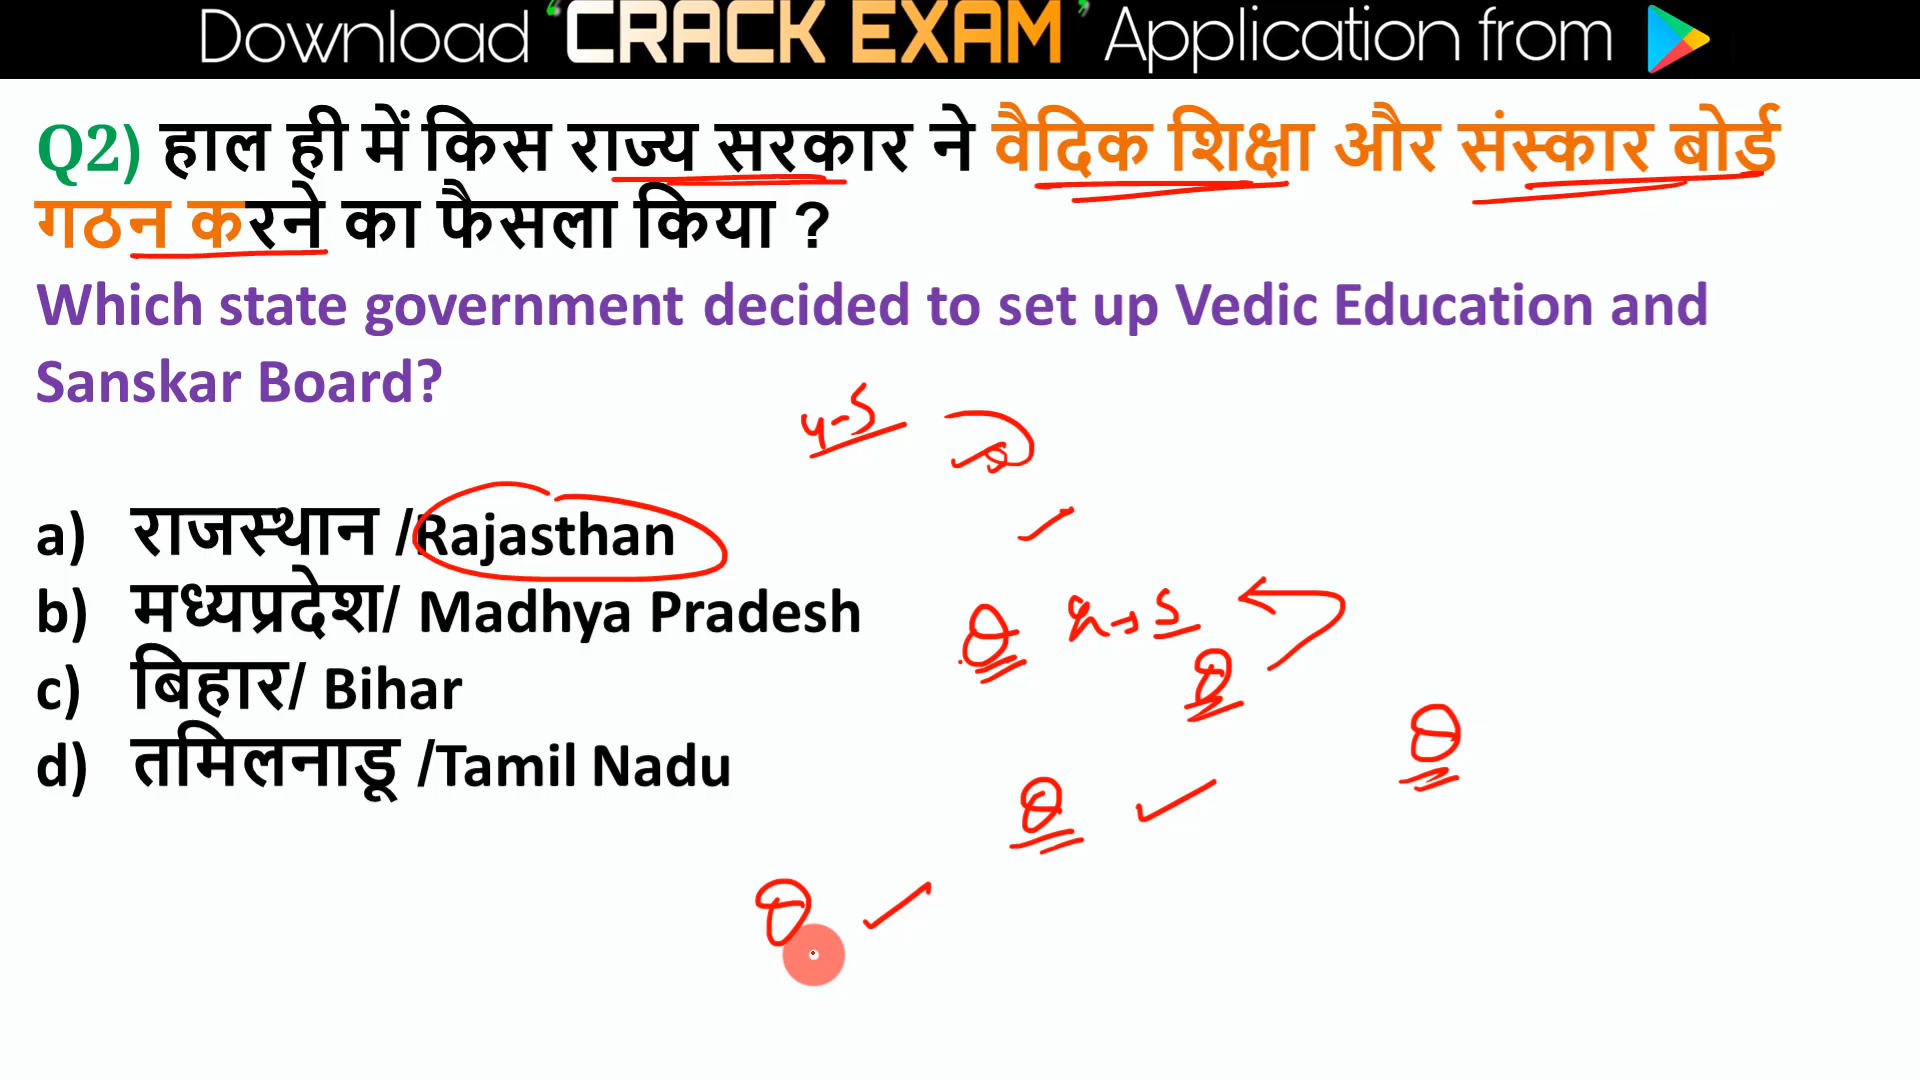 Download 'CRACK EXAM' Application from
Q2) हाल ही में किस राज्य सरकार ने वैदिक शिक्षा और संस्कार बोर्ड
गठन करने का फैसला किया ?
Which state government decided to set up Vedic Education and
Sanskar Board?
a) राजस्थान /Rajasthan
b) मध्यप्रदेश/ Madhya Pradesh
c) बिहार/ Bihar
d) तमिलनाडू /Tamil Nadu